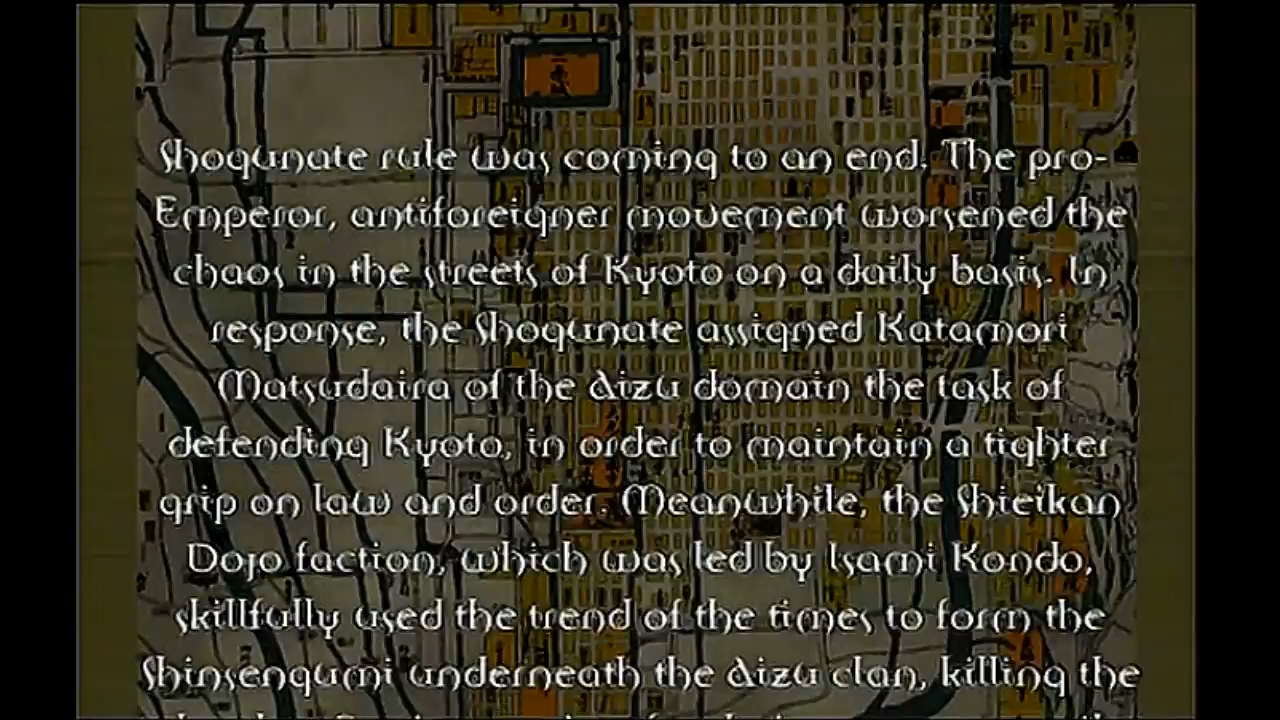 Shogunate rule was coming to an end. The pro-
Emperor, antiforeigner movement worsened the
chaos in the streets of Kyoto on a daily basis. In
response, the Shogunate assigned Katamori
Matsudaira of the Aizu domain the task of
defending Kyoto, in order to maintain a tighter
grip on law and order. Meanwhile, the Shieikan
Dojo faction, which was led by Isami Kondo,
skillfully used the trend of the times to form the
Shinsengumi underneath the Aizu clan, killing the